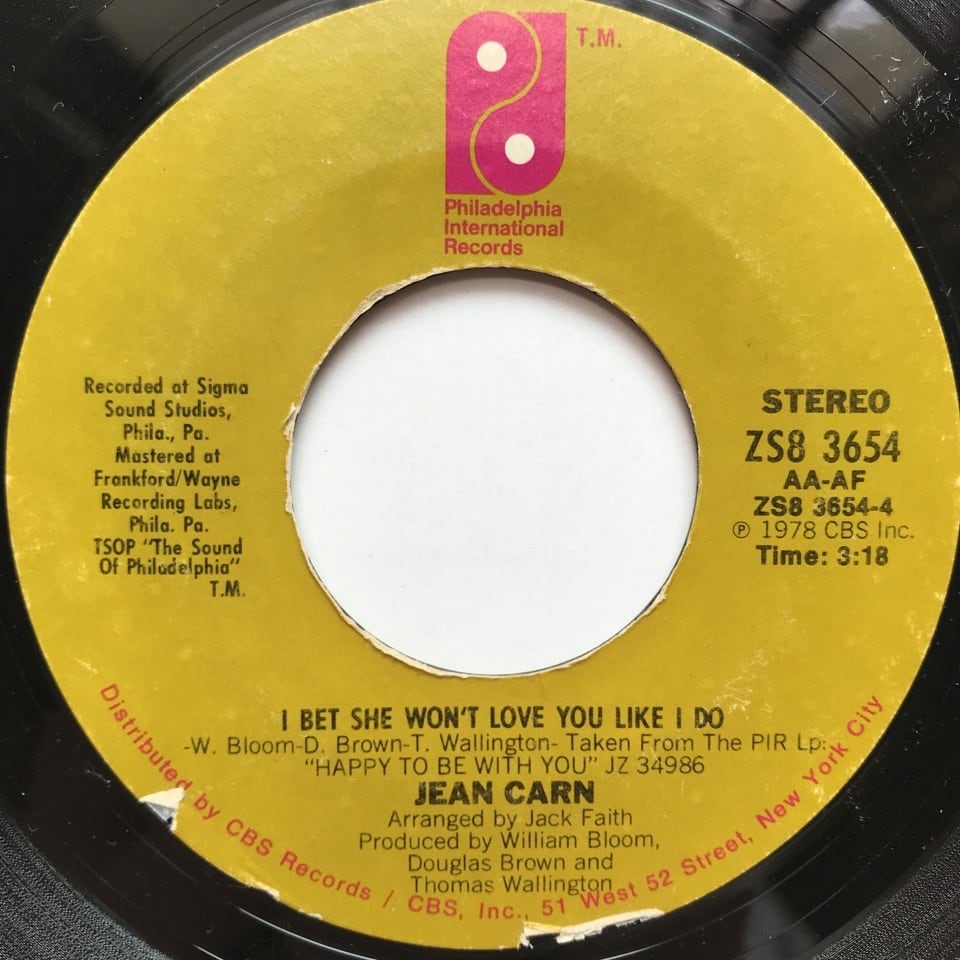 T.M.
Philadelphia
International
Records
Recorded at Sigma
Sound Studios,
Phila., Pa.
Mastered at
Frankford/Wayne
Recording Labs,
Phila. Pa.
TSOP "The Sound
Of Philadelphia"
T.M.
STEREO
ZS8 3654
AA-AF
ZS8 3654-4
℗ 1978 CBS Inc.
Time: 3:18
I BET SHE WON'T LOVE YOU LIKE I DO
-W. Bloom-D. Brown-T. Wallington- Taken From The PIR Lp:
"HAPPY TO BE WITH YOU" JZ 34986
JEAN CARN
Arranged by Jack Faith
Produced by William Bloom,
Douglas Brown and
Thomas Wallington
Distributed by CBS Records / CBS, Inc., 51 West 52 Street, New York City